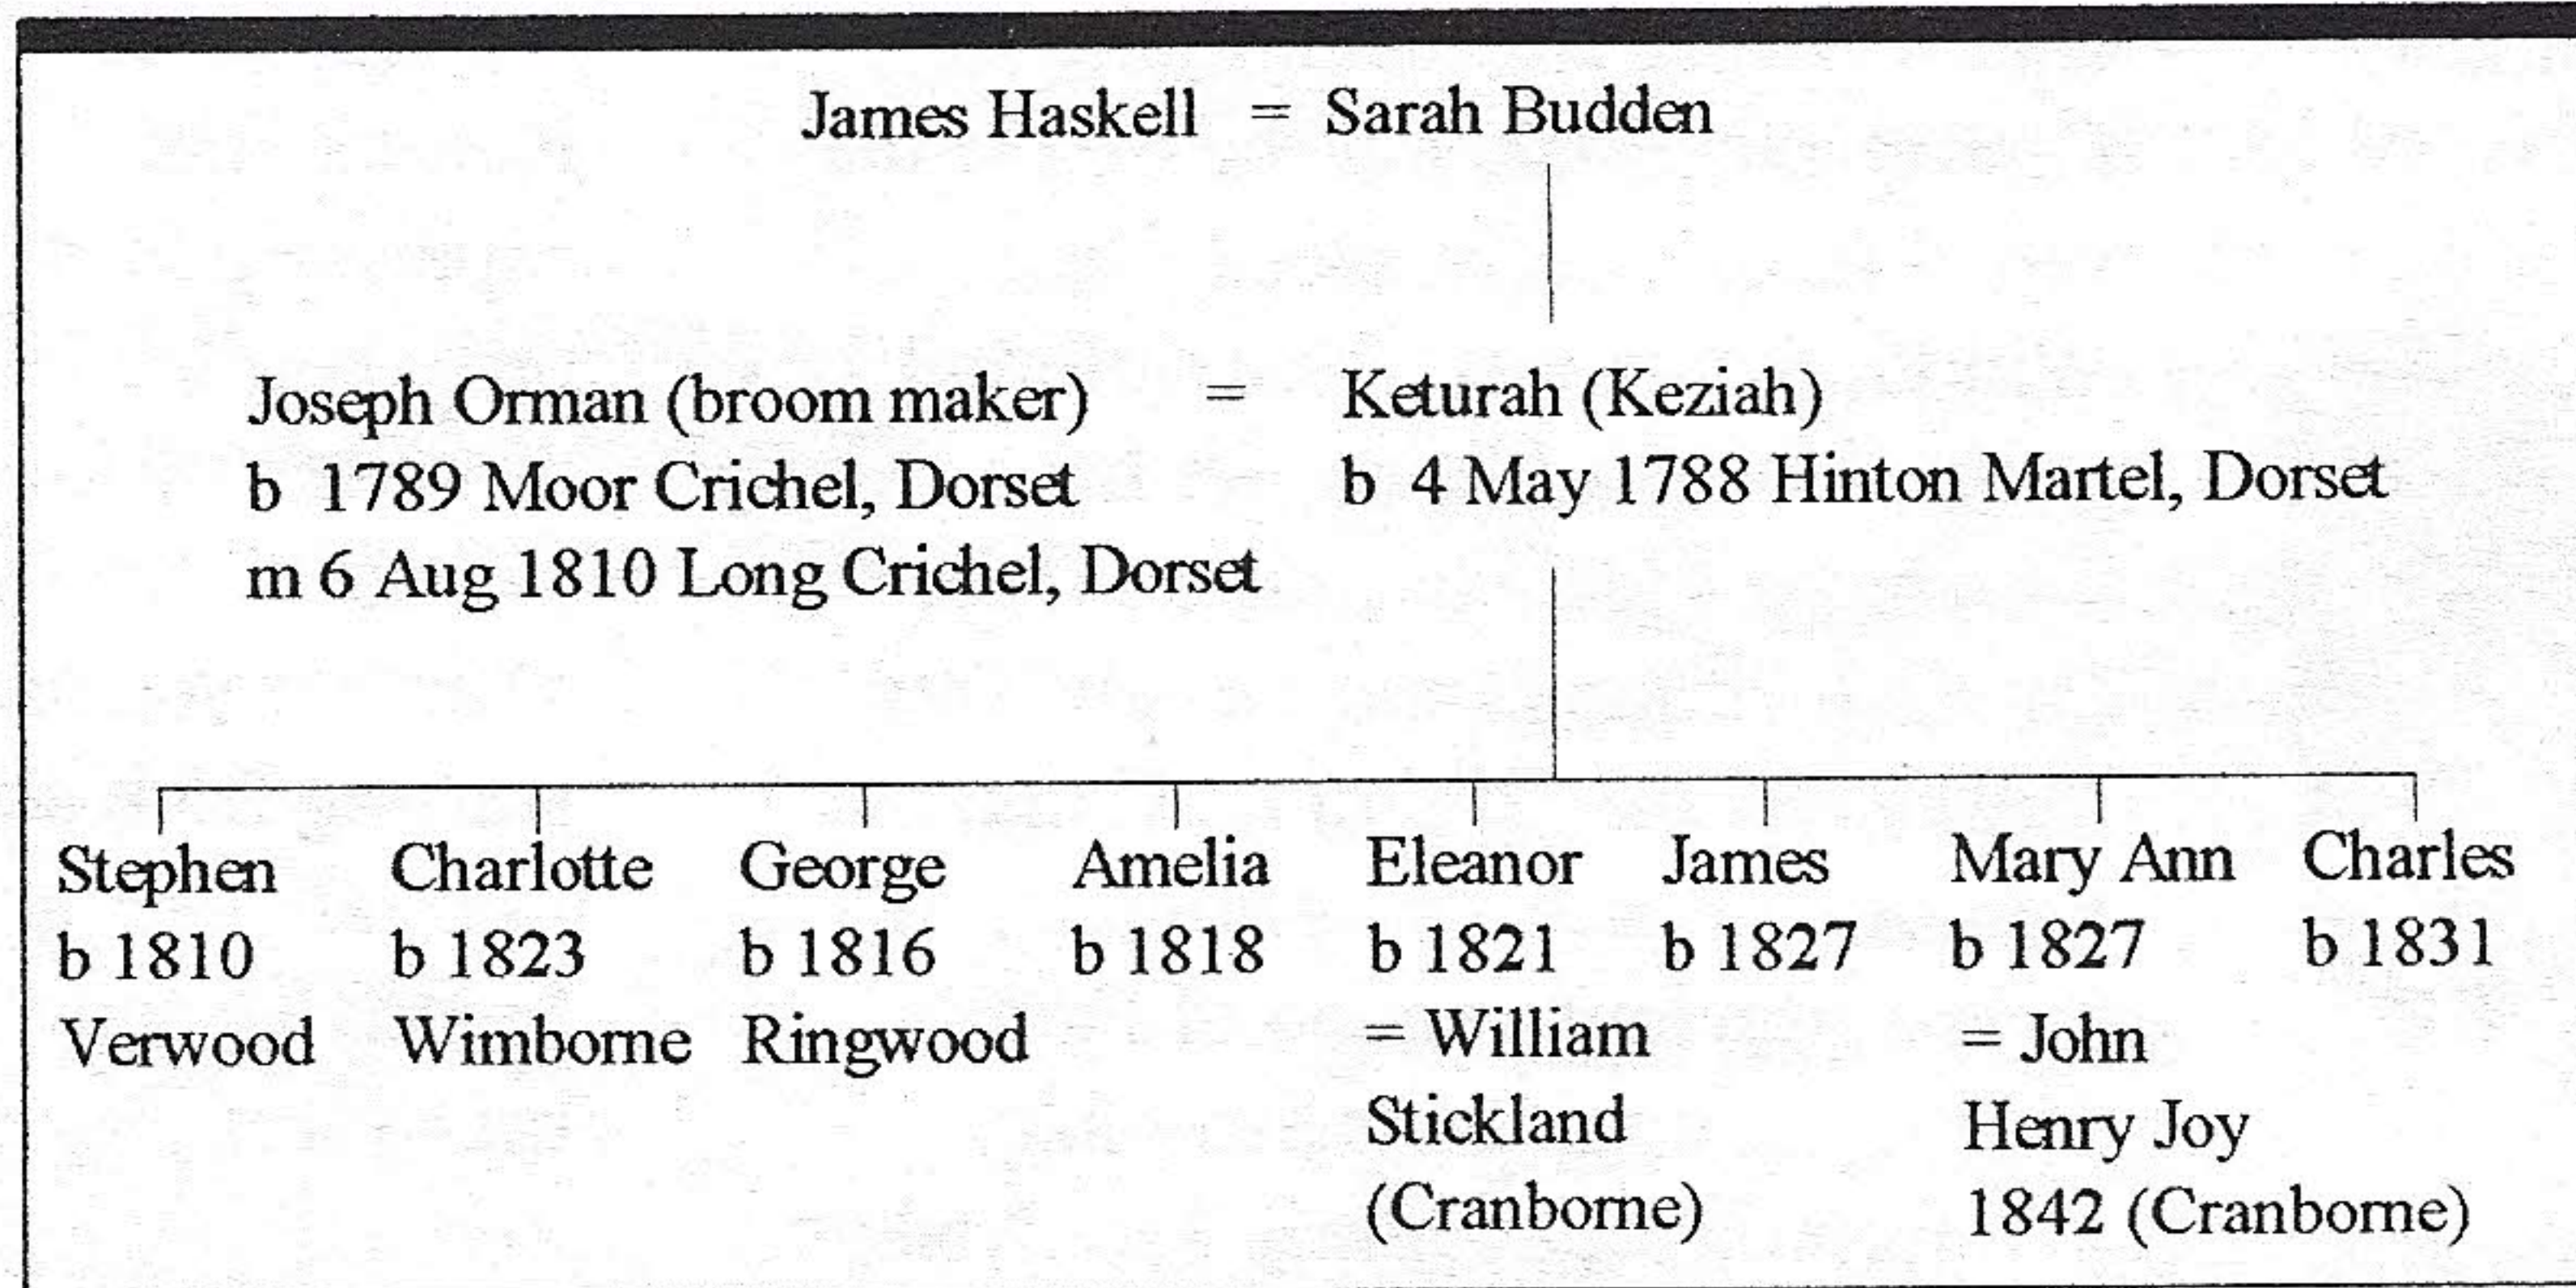 James Haskell = Sarah Budden
Joseph Orman (broom maker) = Keturah (Keziah)
b 1789 Moor Crichel, Dorset b 4 May 1788 Hinton Martel, Dorset
m 6 Aug 1810 Long Crichel, Dorset
Stephen Charlotte George Amelia Eleanor James Mary Ann Charles
b 1810 b 1823 b 1816 b 1818 b 1821 b 1827 b 1827 b 1831
Verwood Wimborne Ringwood = William = John
Stickland Henry Joy
(Cranborne) 1842 (Cranborne)